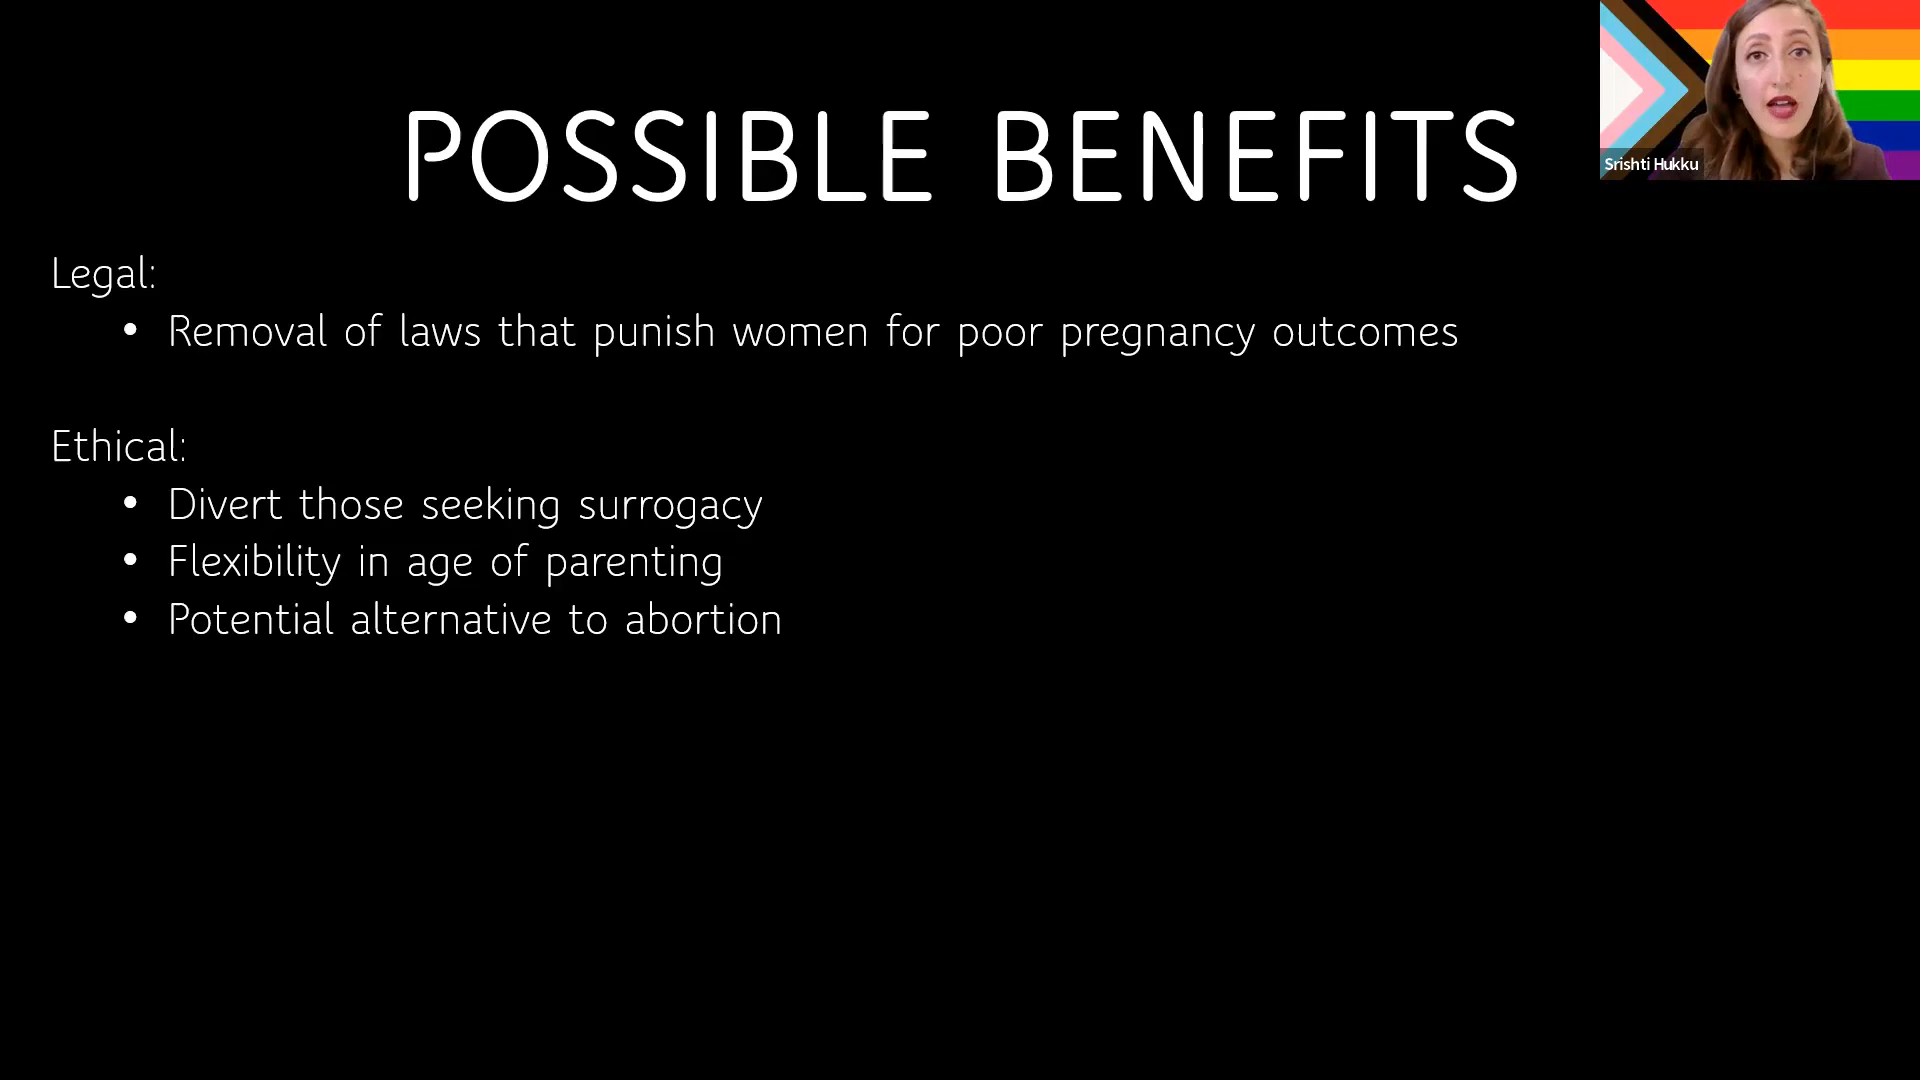 POSSIBLE BENEFITS
Srishti Hukku
Legal:
• Removal of laws that punish women for poor pregnancy outcomes
Ethical:
• Divert those seeking surrogacy
• Flexibility in age of parenting
• Potential alternative to abortion